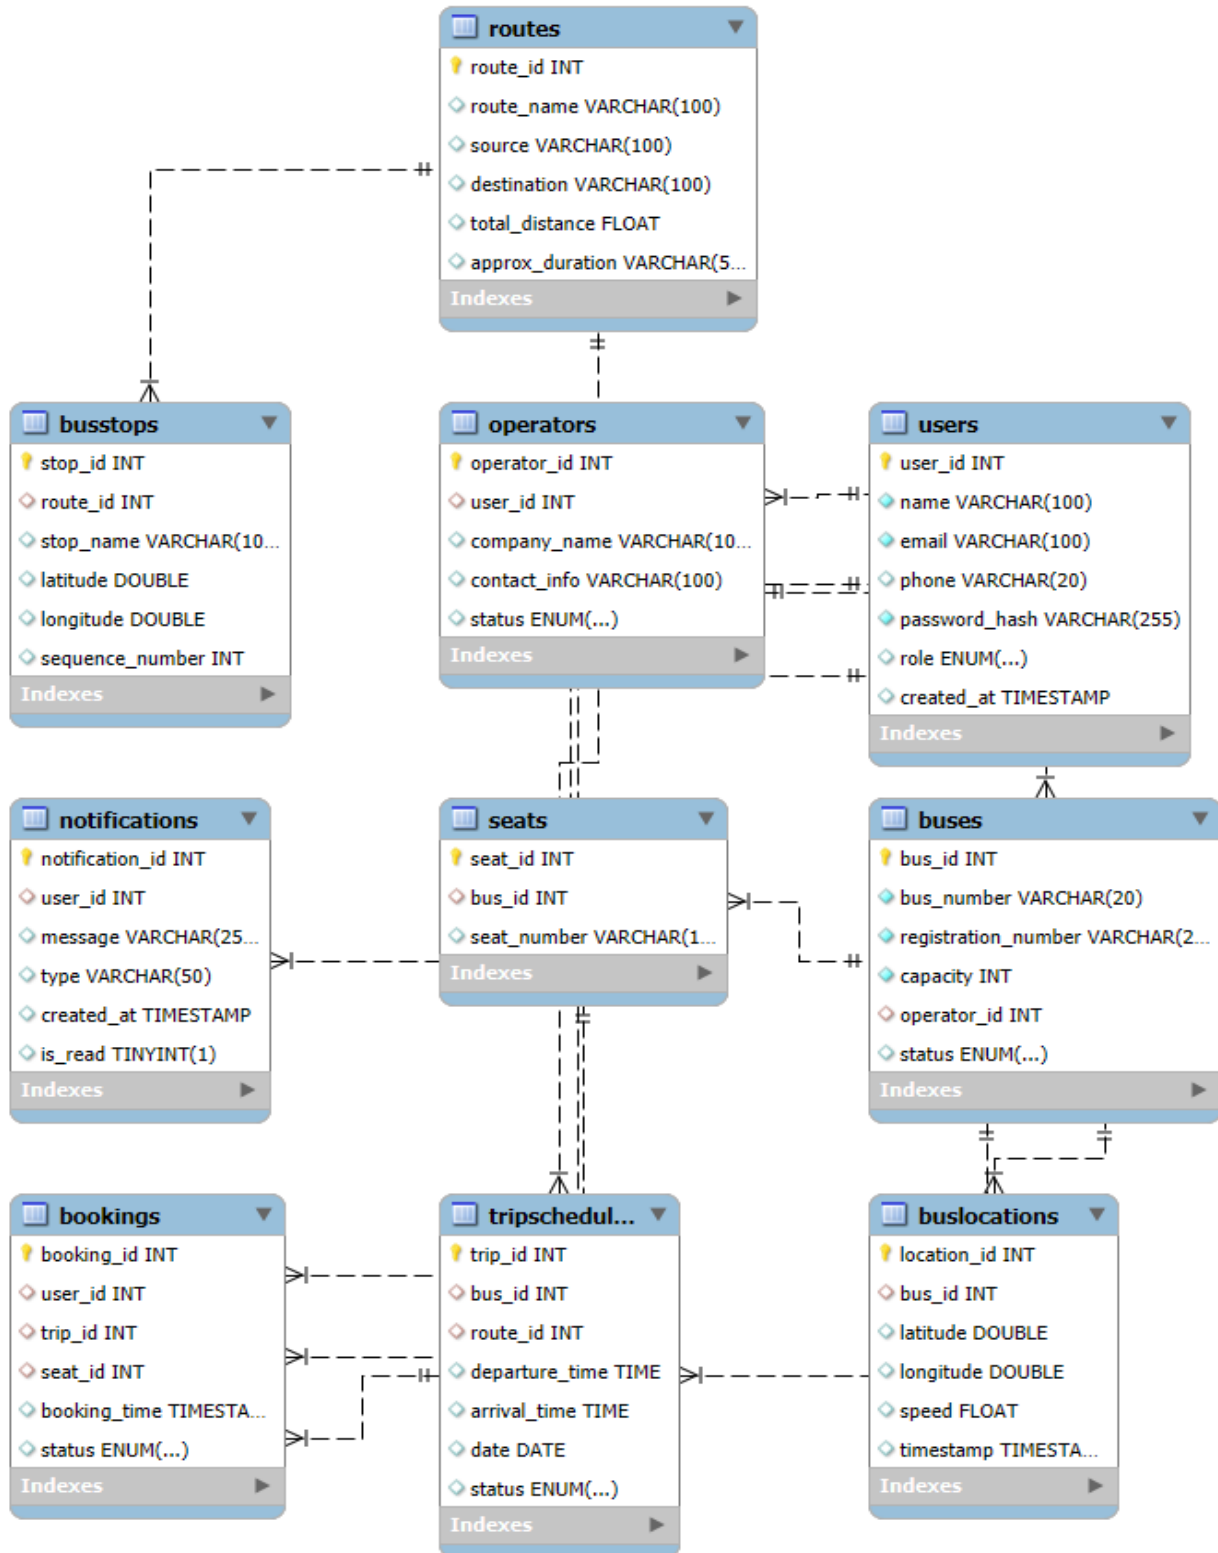 routes
route_id INT
route_name VARCHAR(100)
source VARCHAR(100)
destination VARCHAR(100)
total_distance FLOAT
approx_duration VARCHAR(5...
Indexes
busstops
stop_id INT
route_id INT
stop_name VARCHAR(10...
latitude DOUBLE
longitude DOUBLE
sequence_number INT
Indexes
operators
operator_id INT
user_id INT
company_name VARCHAR(10...
contact_info VARCHAR(100)
status ENUM(...)
Indexes
users
user_id INT
name VARCHAR(100)
email VARCHAR(100)
phone VARCHAR(20)
password_hash VARCHAR(255)
role ENUM(...)
created_at TIMESTAMP
Indexes
notifications
notification_id INT
user_id INT
message VARCHAR(25...
type VARCHAR(50)
created_at TIMESTAMP
is_read TINYINT(1)
Indexes
seats
seat_id INT
bus_id INT
seat_number VARCHAR(1...
Indexes
buses
bus_id INT
bus_number VARCHAR(20)
registration_number VARCHAR(2...
capacity INT
operator_id INT
status ENUM(...)
Indexes
bookings
booking_id INT
user_id INT
trip_id INT
seat_id INT
booking_time TIMESTA...
status ENUM(...)
Indexes
tripschedul...
trip_id INT
bus_id INT
route_id INT
departure_time TIME
arrival_time TIME
date DATE
status ENUM(...)
Indexes
buslocations
location_id INT
bus_id INT
latitude DOUBLE
longitude DOUBLE
speed FLOAT
timestamp TIMESTA...
Indexes